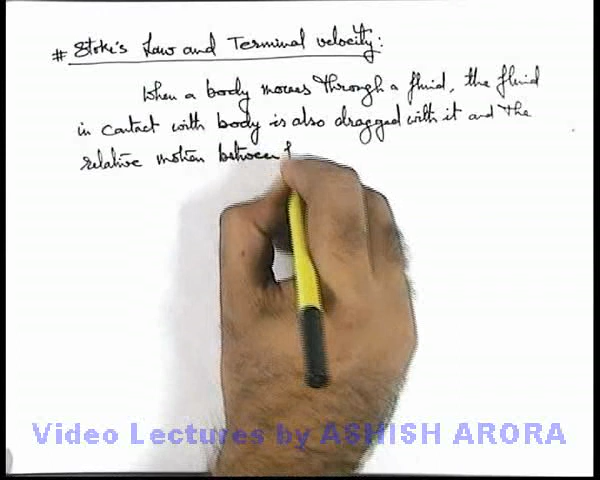 # Stoke's Law and Terminal velocity:
When a body moves through a fluid, the fluid
in contact with body is also dragged with it and the
relative motion between
Video Lectures by ASHISH ARORA